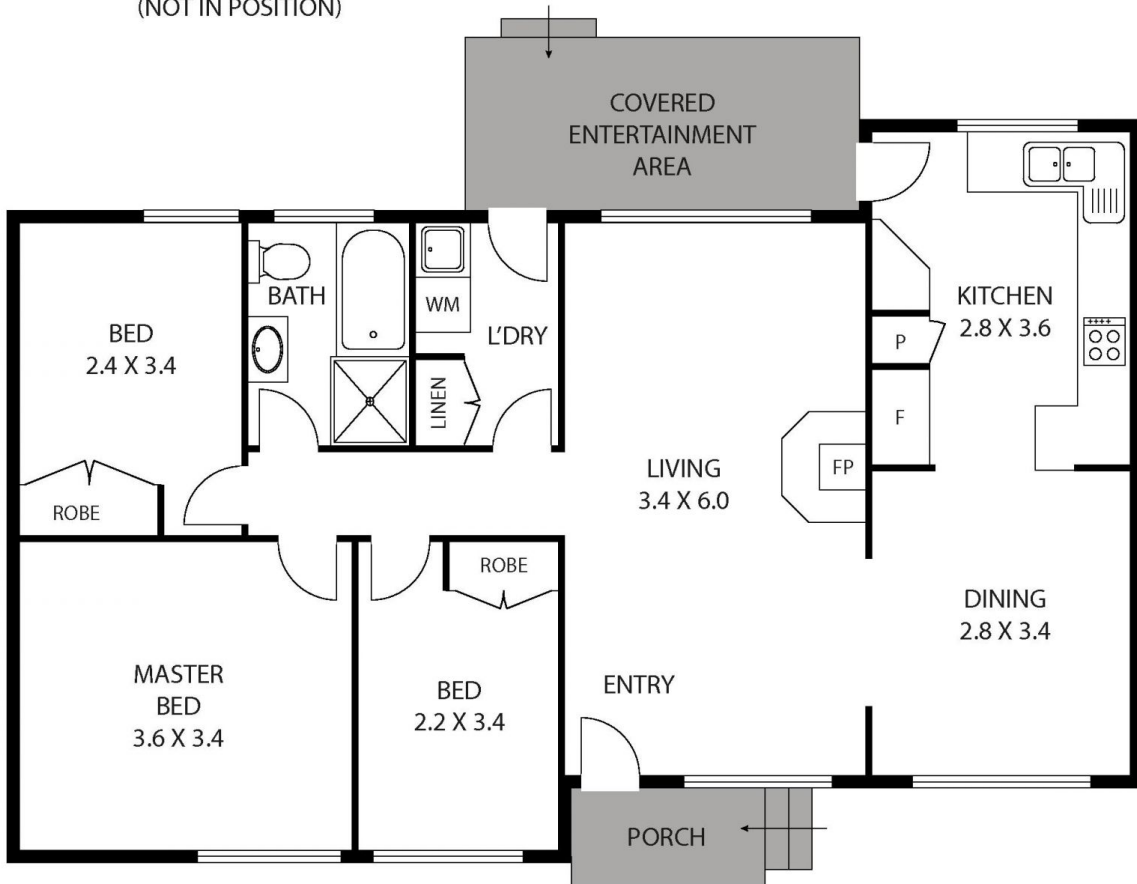 (NOT IN POSITION)
COVERED
ENTERTAINMENT
AREA
BED
2.4 X 3.4
BATH
WM
L'DRY
LINEN
KITCHEN
2.8 X 3.6
P
F
ROBE
LIVING
3.4 X 6.0
FP
ROBE
DINING
2.8 X 3.4
MASTER
BED
3.6 X 3.4
BED
2.2 X 3.4
ENTRY
PORCH